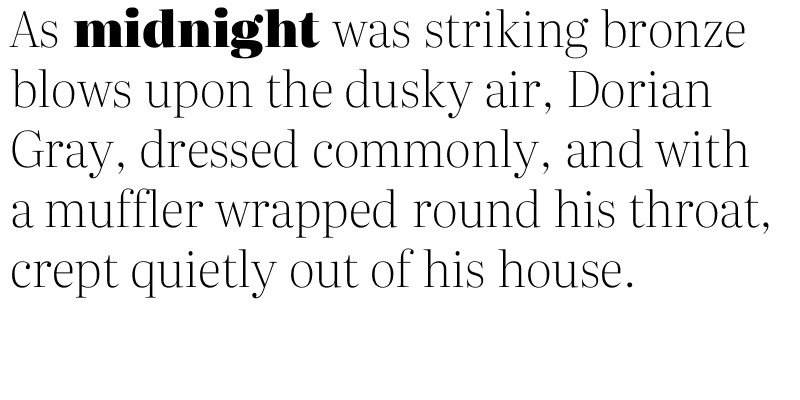 As midnight was striking bronze
blows upon the dusky air, Dorian
Gray, dressed commonly, and with
a muffler wrapped round his throat,
crept quietly out of his house.